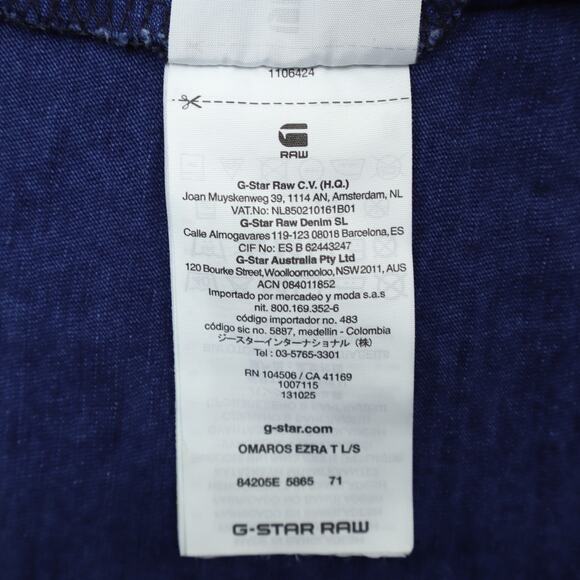 1106424
G
RAW
G-Star Raw C.V. (H.Q.)
Joan Muyskenweg 39, 1114 AN, Amsterdam, NL
VAT.No: NL850210161B01
G-Star Raw Denim SL
Calle Almogavares 119-123 08018 Barcelona, ES
CIF No: ES B 62443247
G-Star Australia Pty Ltd
120 Bourke Street, Woolloomooloo, NSW 2011, AUS
ACN 084011852
Importado por mercadeo y moda s.a.s
nit. 800.169.352-6
código importador no. 483
código sic no. 5887, medellin - Colombia
ジースターインターナショナル（株）
Tel : 03-5765-3301
RN 104506 / CA 41169
1007115
131025
g-star.com
OMAROS EZRA T L/S
84205E 5865 71
G-STAR RAW